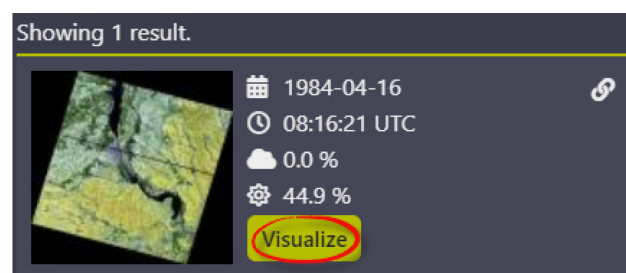 Showing 1 result.
1984-04-16
08:16:21 UTC
0.0 %
44.9 %
Visualize